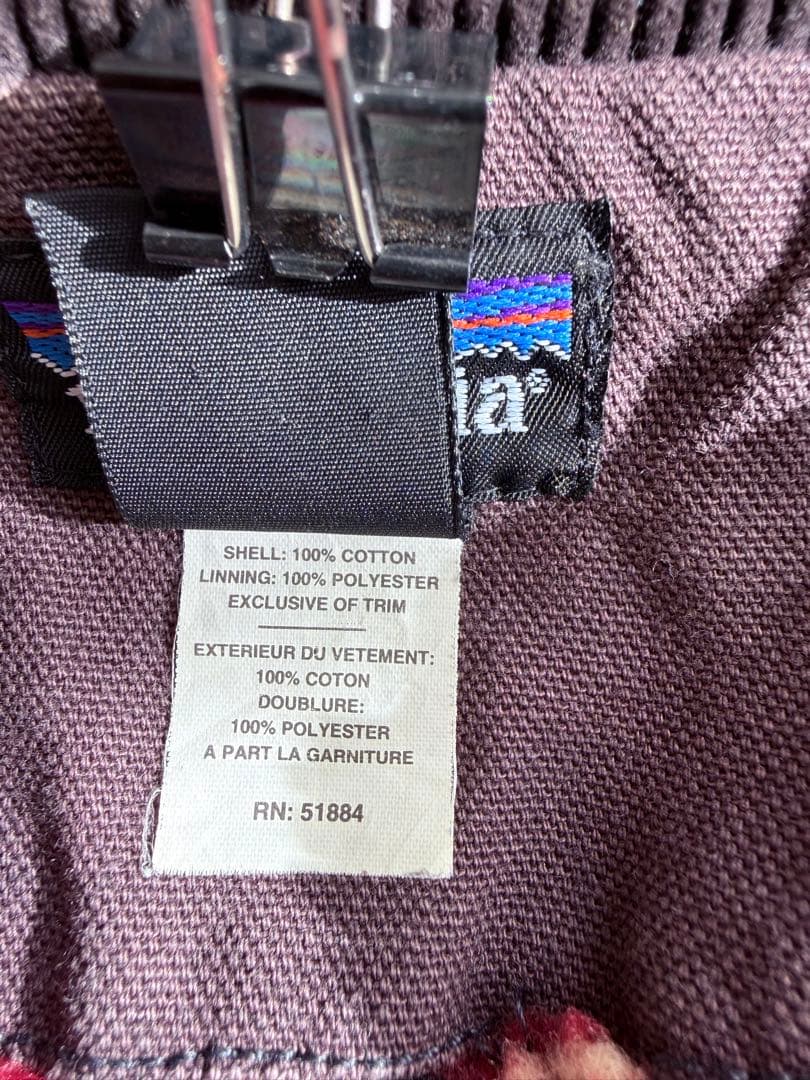 SHELL: 100% COTTON
LINNING: 100% POLYESTER
EXCLUSIVE OF TRIM
EXTERIEUR DU VETEMENT:
100% COTON
DOUBLURE:
100% POLYESTER
A PART LA GARNITURE
RN: 51884